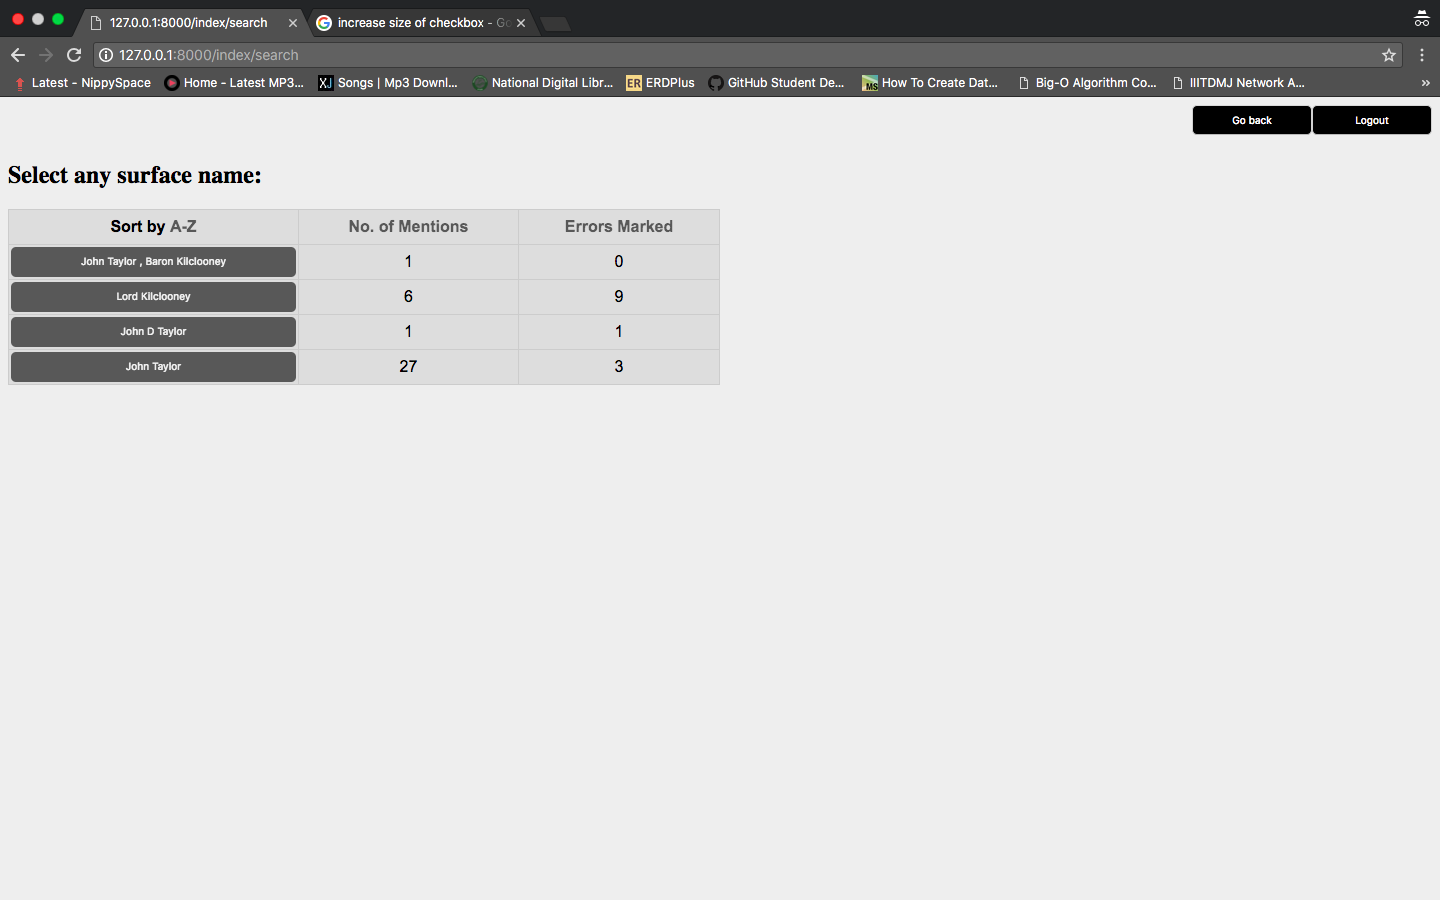 127.0.0.1:8000/index/search
increase size of checkbox - Go
127.0.0.1:8000/index/search
Latest - NippySpace Home - Latest MP3... XJ Songs | Mp3 Downl... National Digital Libr... ER ERDPlus GitHub Student De... MS How To Create Dat... Big-O Algorithm Co... IIITDMJ Network A... »
Go back Logout
Select any surface name:
Sort by A-Z No. of Mentions Errors Marked
John Taylor , Baron Kilclooney 1 0
Lord Kilclooney 6 9
John D Taylor 1 1
John Taylor 27 3